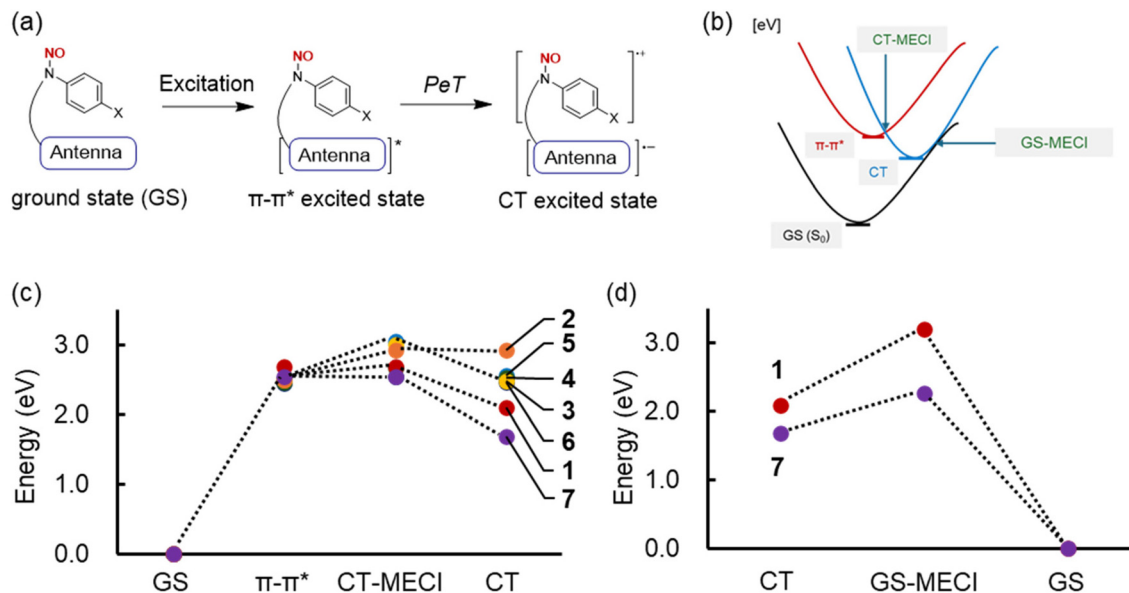 (a)
NO
N
X
Antenna
ground state (GS)
Excitation
NO
N
X
[Antenna]*
π-π* excited state
PeT
[
NO
N
X
]•+
[Antenna]•−
CT excited state
(b)
[eV]
CT-MECI
π-π*
CT
GS-MECI
GS (S₀)
(c)
Energy (eV)
3.0
2.0
1.0
0.0
GS
π-π*
CT-MECI
CT
2
5
4
3
6
1
7
(d)
Energy (eV)
3.0
2.0
1.0
0.0
1
7
CT
GS-MECI
GS